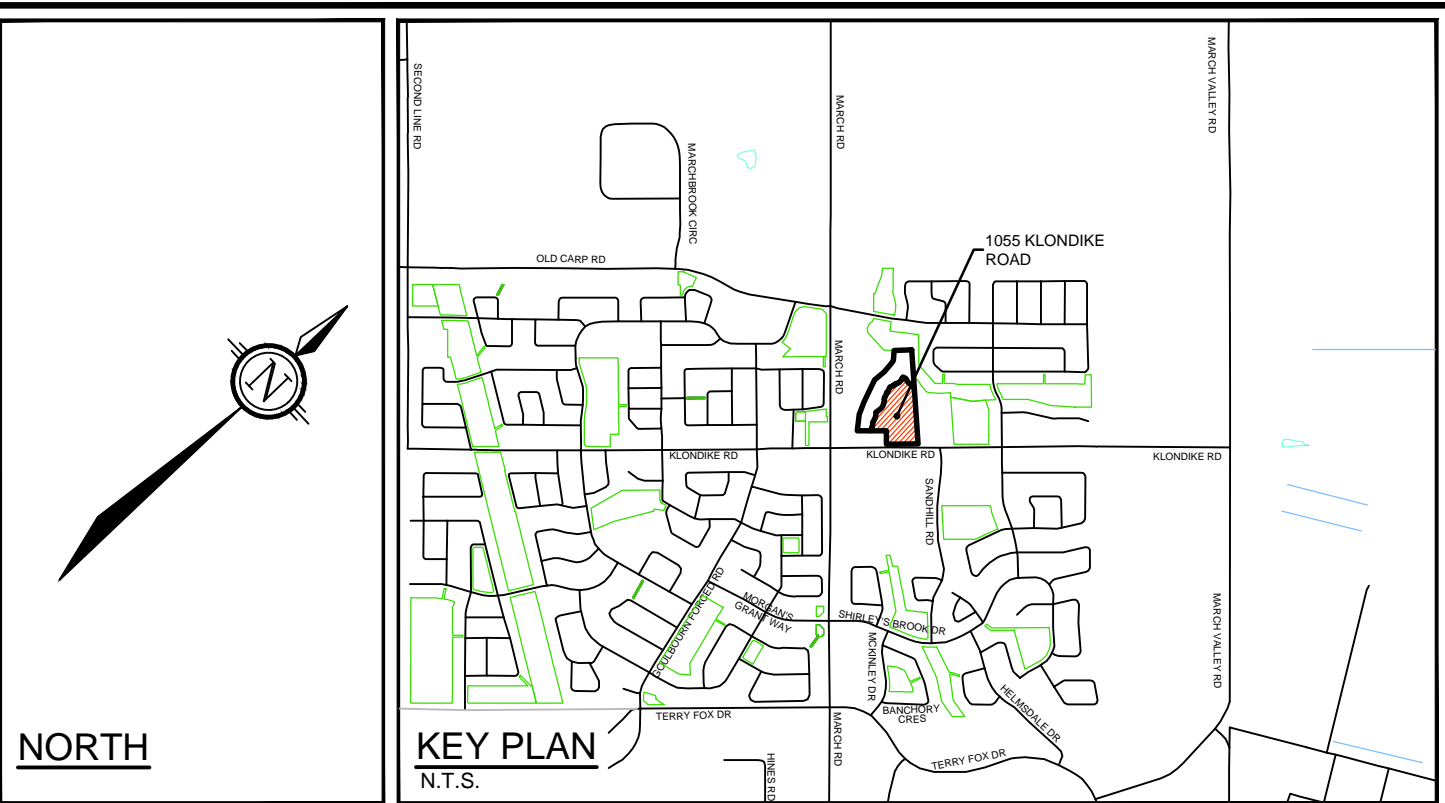 SECOND LINE RD
MARCH RD
MARCH VALLEY RD
MARCHBROOK CIRC
OLD CARP RD
1055 KLONDIKE
ROAD
MARCH RD
KLONDIKE RD
KLONDIKE RD
KLONDIKE RD
SANDHILL RD
GOULBOURN FORCED RD
MORGAN'S
GRANT WAY
SHIRLEY'S BROOK DR
MCKINLEY DR
MARCH VALLEY RD
BANCHORY
CRES
HELMSDALE DR
TERRY FOX DR
MARCH RD
TERRY FOX DR
HINES RD
N
NORTH
KEY PLAN
N.T.S.